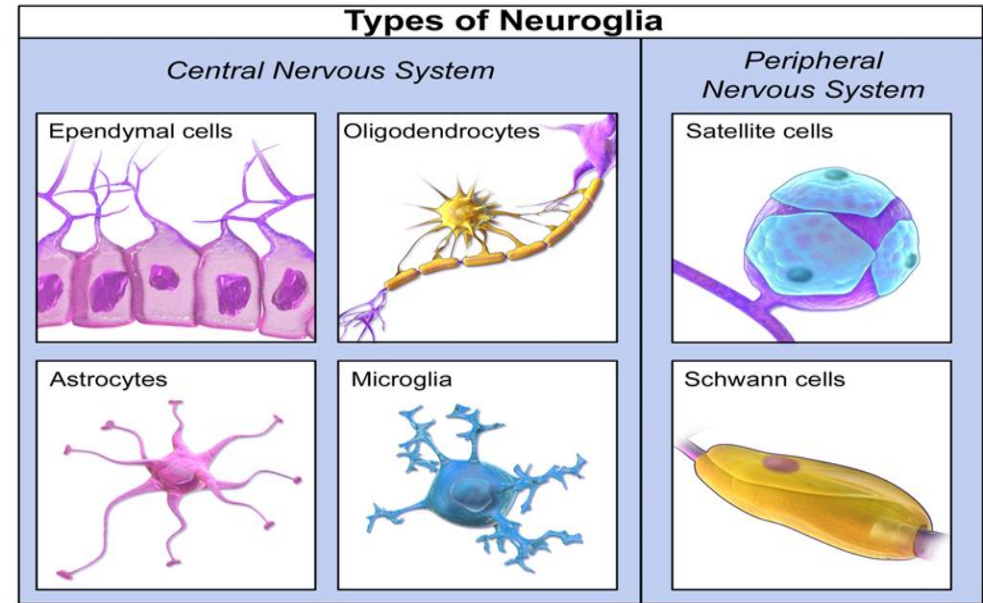 Types of Neuroglia
Central Nervous System
Peripheral
Nervous System
Ependymal cells
Oligodendrocytes
Satellite cells
Astrocytes
Microglia
Schwann cells